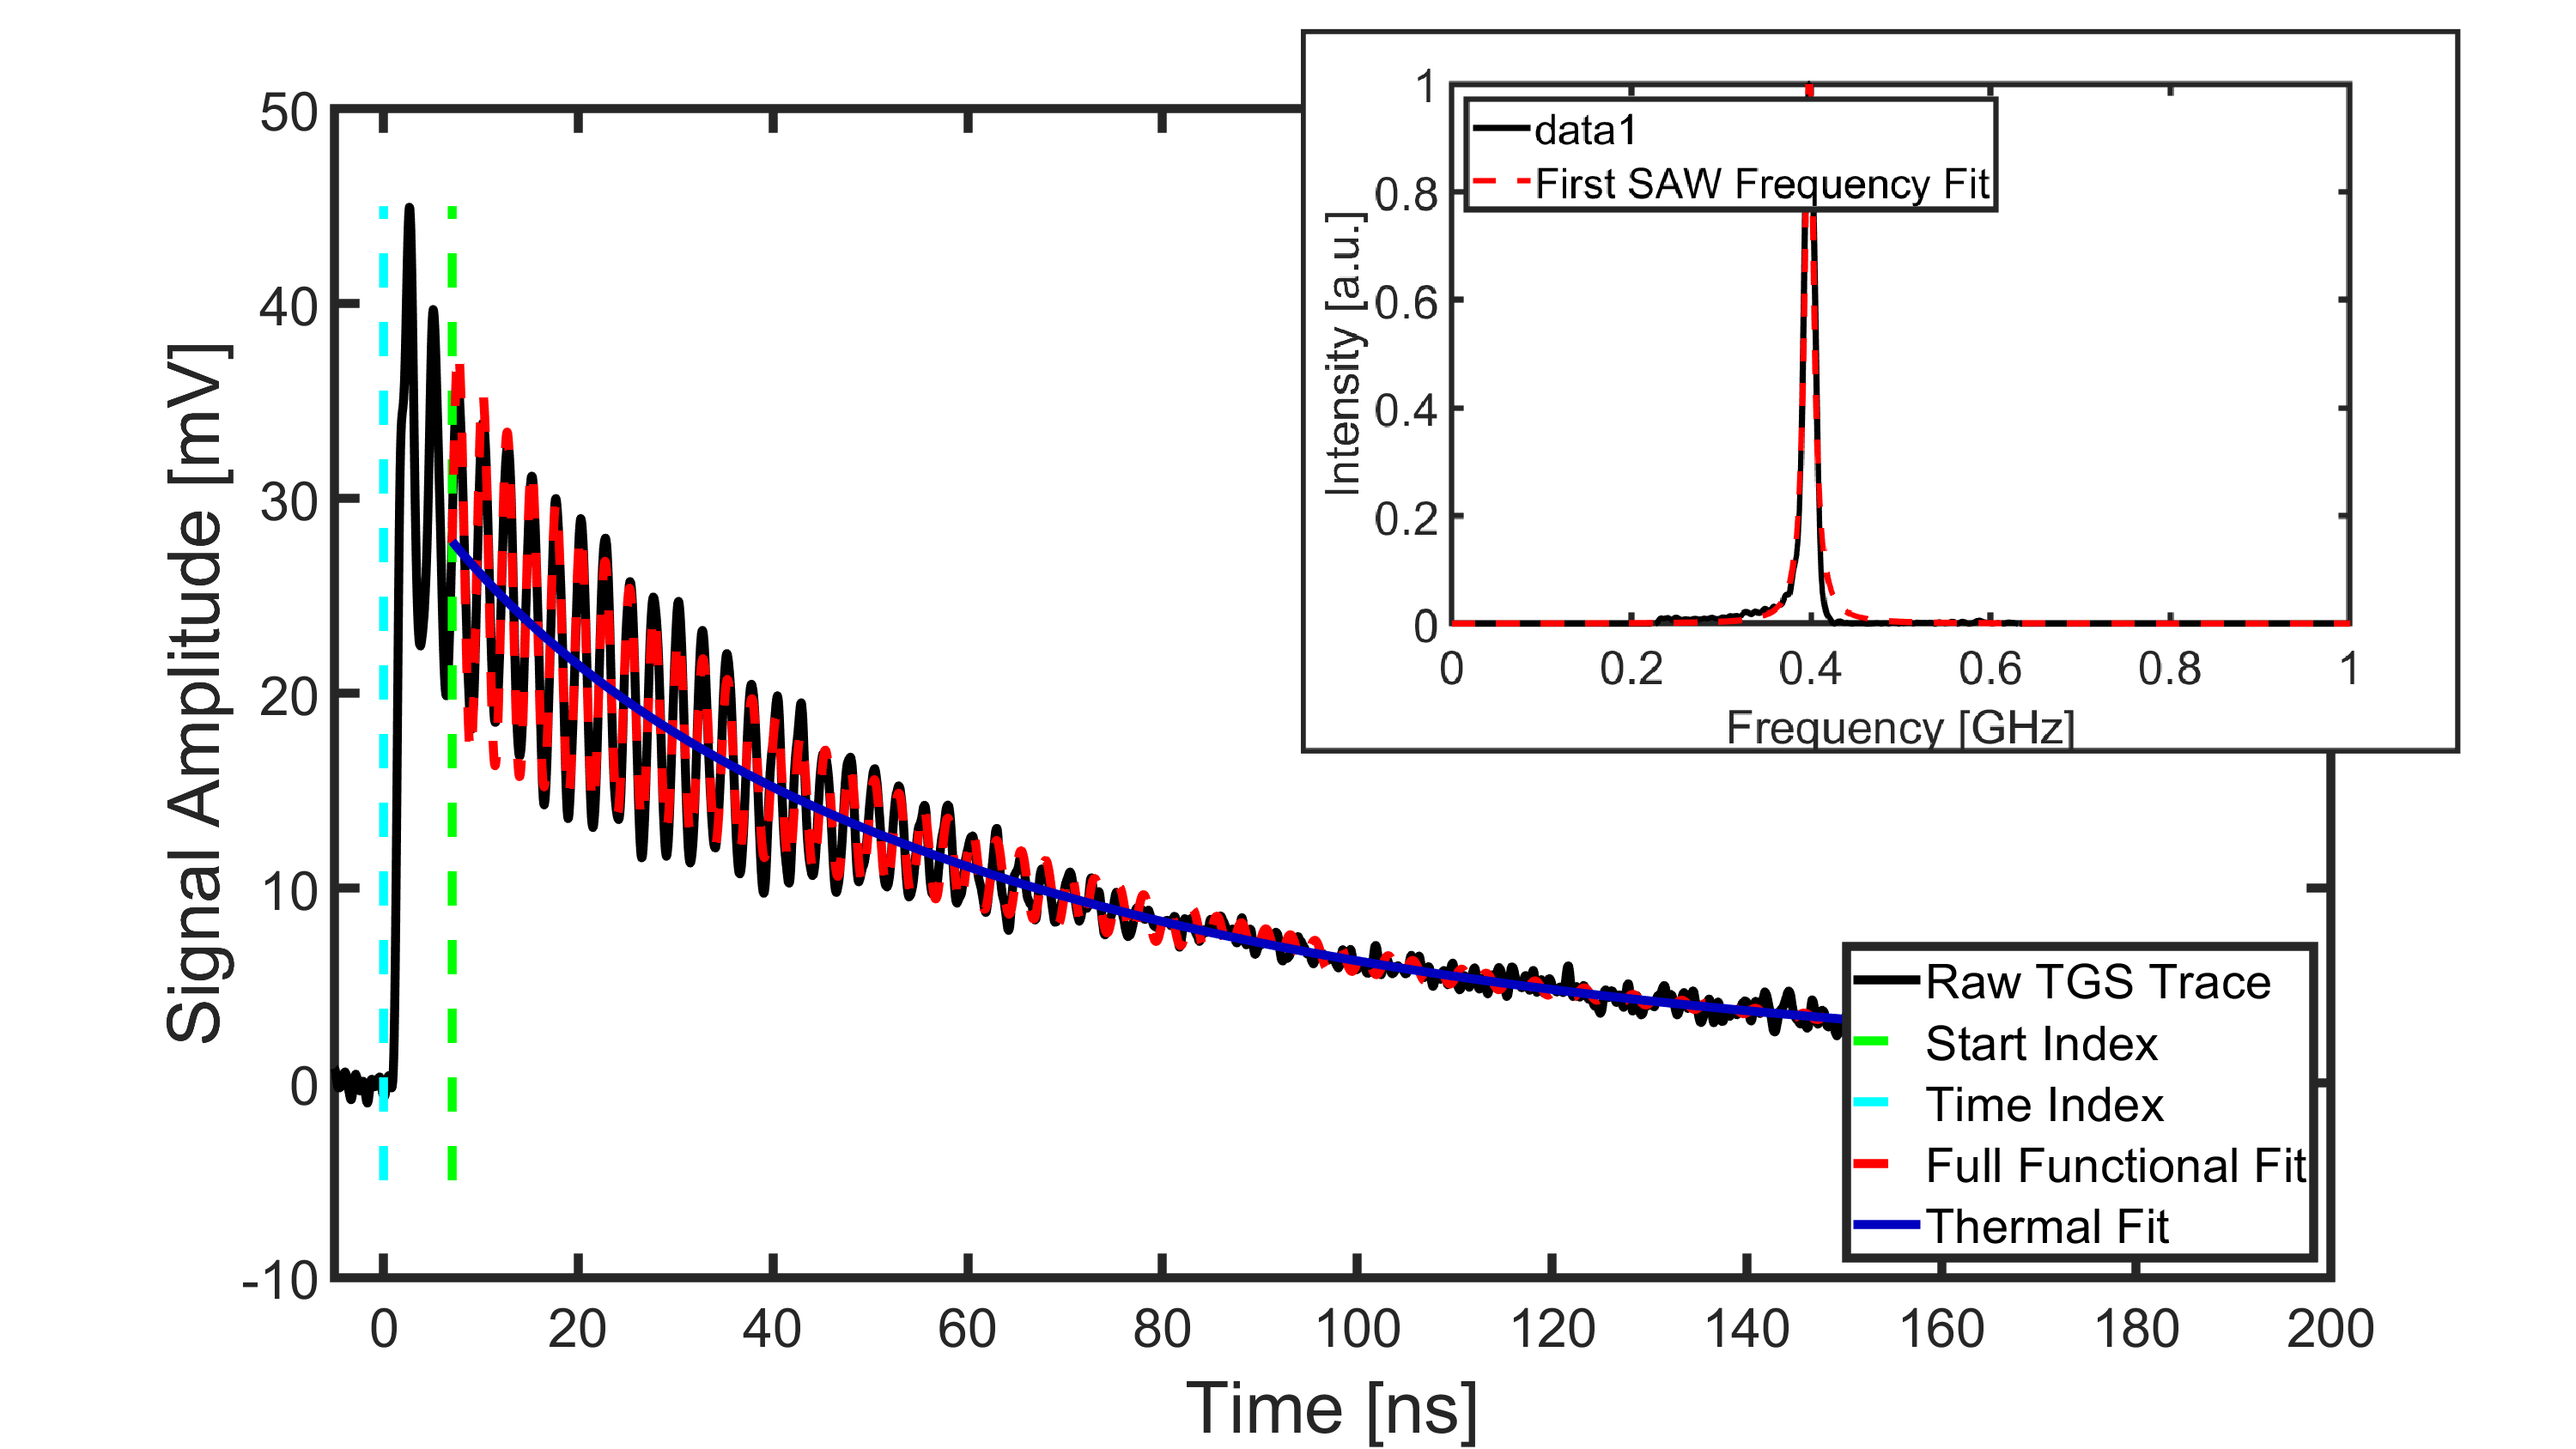 50
40
30
20
10
0
-10
Signal Amplitude [mV]
0 20 40 60 80 100 120 140 160 180 200
Time [ns]
1
0.8
0.6
0.4
0.2
0
Intensity [a.u.]
data1
First SAW Frequency Fit
0 0.2 0.4 0.6 0.8 1
Frequency [GHz]
Raw TGS Trace
Start Index
Time Index
Full Functional Fit
Thermal Fit